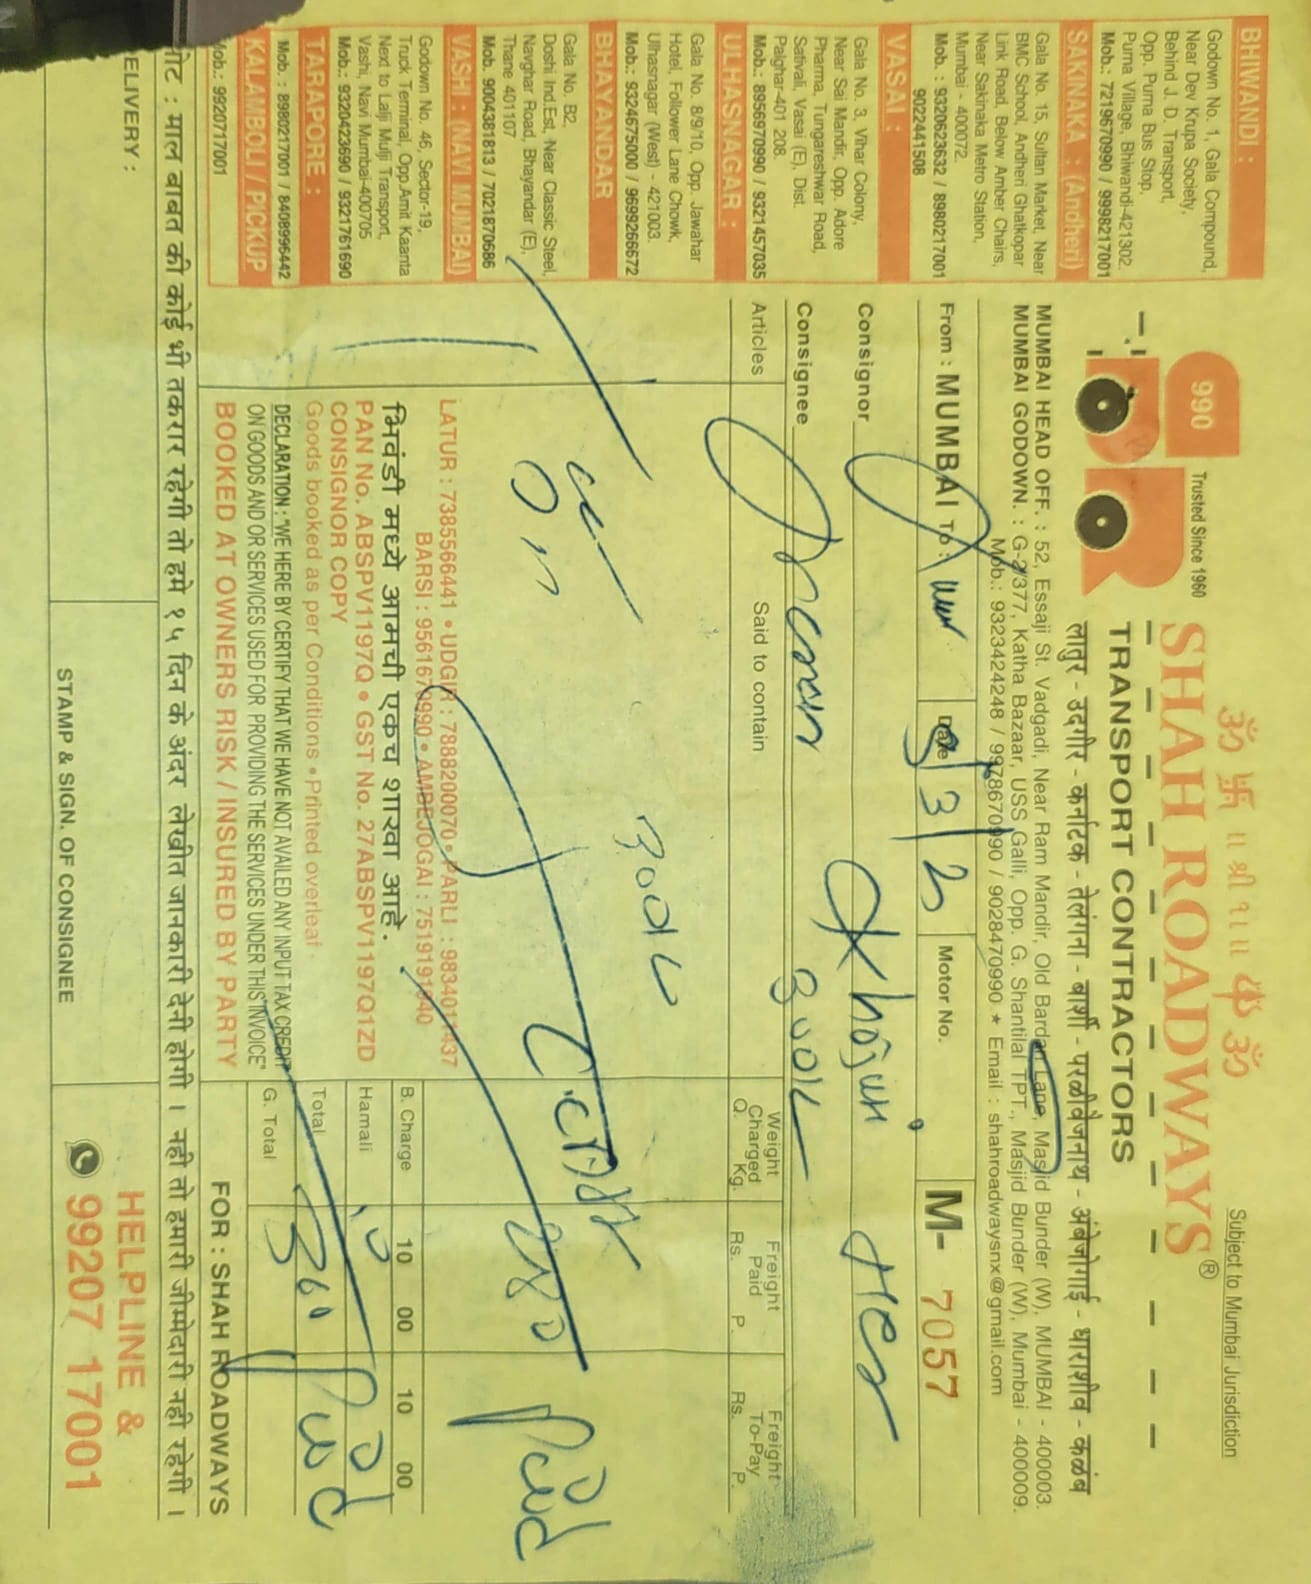 Subject to Mumbai Jurisdiction
ॐ 卐 ॥ श्री १। ॥ ॐ
990
Trusted Since 1960
SHAH ROADWAYS®
TRANSPORT CONTRACTORS
लातुर - उदगीर - कर्नाटक - तेलंगना - बार्शी - परळीवैजनाथ - अंबेजोगाई - धाराशीव - कळंब
MUMBAI HEAD OFF. : 52, Essaji St. Vadgadi, Near Ram Mandir, Old Bardan Lane, Masjid Bunder (W), MUMBAI - 400003.
MUMBAI GODOWN. : G-2/377, Katha Bazaar, USS Galli, Opp. G. Shantilal TPT., Masjid Bunder (W), Mumbai - 400009.
Mob.: 9323424248 / 9978670990 / 9028470990 ★ Email : shahroadwaysnx@gmail.com
From : MUMBAI To :
Date
Motor No.
M- 7057
Consignor
Consignee
Articles
Said to contain
Weight Charged Q. Kg.
Freight Paid Rs. P.
Freight To-Pay Rs. P.
300L
Paid
LATUR : 7385566441 • UDGIR : 7888200070 • PARLI : 9834011437
BARSI : 9561670990 • AMBEJOGAI : 7519191840
भिवंडी मध्ये आमची एकच शाखा आहे.
PAN No. ABSPV1197Q • GST No. 27ABSPV1197Q1ZD
CONSIGNOR COPY
Goods booked as per Conditions • Printed overleaf
DECLARATION : "WE HERE BY CERTIFY THAT WE HAVE NOT AVAILED ANY INPUT TAX CREDIT
ON GOODS AND OR SERVICES USED FOR PROVIDING THE SERVICES UNDER THIS INVOICE"
BOOKED AT OWNERS RISK / INSURED BY PARTY
B. Charge 10 00 10 00
Hamali 10
Total 360 Paid
G. Total
FOR : SHAH ROADWAYS
BHIWANDI :
Godown No. 1, Gala Compound,
Near Dev Krupa Society,
Behind J. D. Transport,
Opp. Purna Bus Stop,
Purna Village, Bhiwandi-421302.
Mob.: 7219670990 / 9998217001
SAKINAKA : (Andheri)
Gala No. 15, Sultan Market, Near
BMC School, Andheri Ghatkopar
Link Road, Below Amber Chairs,
Near Sakinaka Metro Station,
Mumbai - 400072.
Mob. : 9320623632 / 8980217001
9022441508
VASAI :
Gala No. 3, Vihar Colony,
Near Sai Mandir, Opp. Adore
Pharma, Tungareshwar Road,
Sativali, Vasai (E), Dist.
Palghar-401 208.
Mob.: 8956970990 / 9321457035
ULHASNAGAR :
Gala No. 8/9/10, Opp. Jawahar
Hotel, Follower Lane Chowk,
Ulhasnagar (West) - 421003.
Mob.: 9324675000 / 9699266672
BHAYANDAR
Gala No. B2,
Doshi Ind.Est, Near Classic Steel,
Navghar Road, Bhayandar (E),
Thane 401107
Mob. 9004381813 / 7021870686
VASHI : (NAVI MUMBAI)
Godown No. 46, Sector-19,
Truck Terminal, Opp.Amit Kaanta
Next to Lalji Mulji Transport,
Vashi, Navi Mumbai-400705
Mob.: 9320423690 / 9321761690
TARAPORE :
Mob. : 8980217001 / 8408996442
KALAMBOLI / PICKUP
Mob.: 9920717001
नोट : माल बाबत की कोई भी तकरार रहेगी तो हमे १५ दिन के अंदर लेखीत जानकारी देनी होगी । नही तो हमारी जीम्मेदारी नही रहेगी ।
ELIVERY :
STAMP & SIGN. OF CONSIGNEE
HELPLINE &
99207 17001